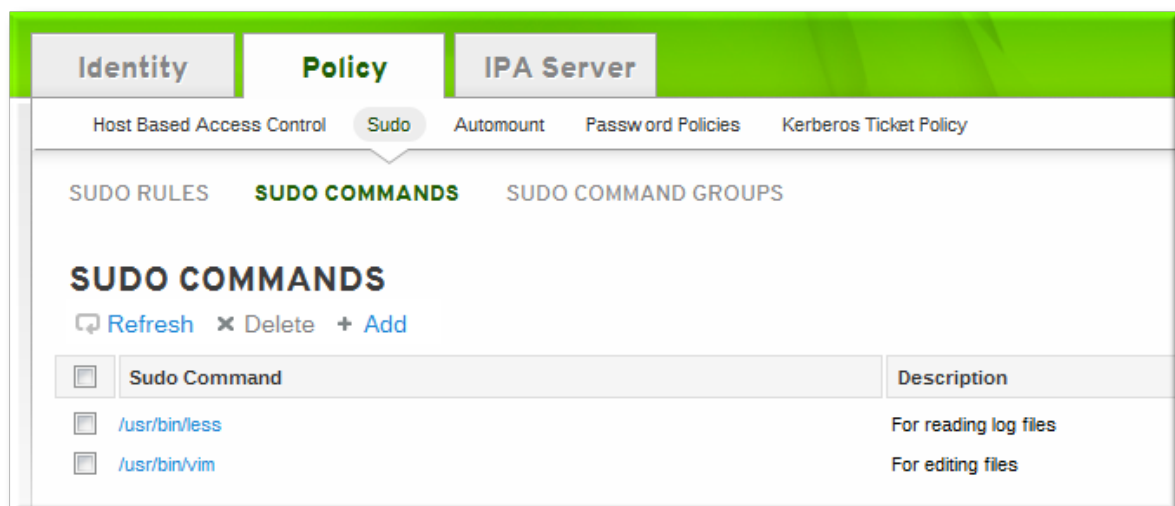 Identity Policy IPA Server
Host Based Access Control Sudo Automount Password Policies Kerberos Ticket Policy
SUDO RULES SUDO COMMANDS SUDO COMMAND GROUPS
SUDO COMMANDS
Refresh Delete Add
Sudo Command Description
/usr/bin/less For reading log files
/usr/bin/vim For editing files